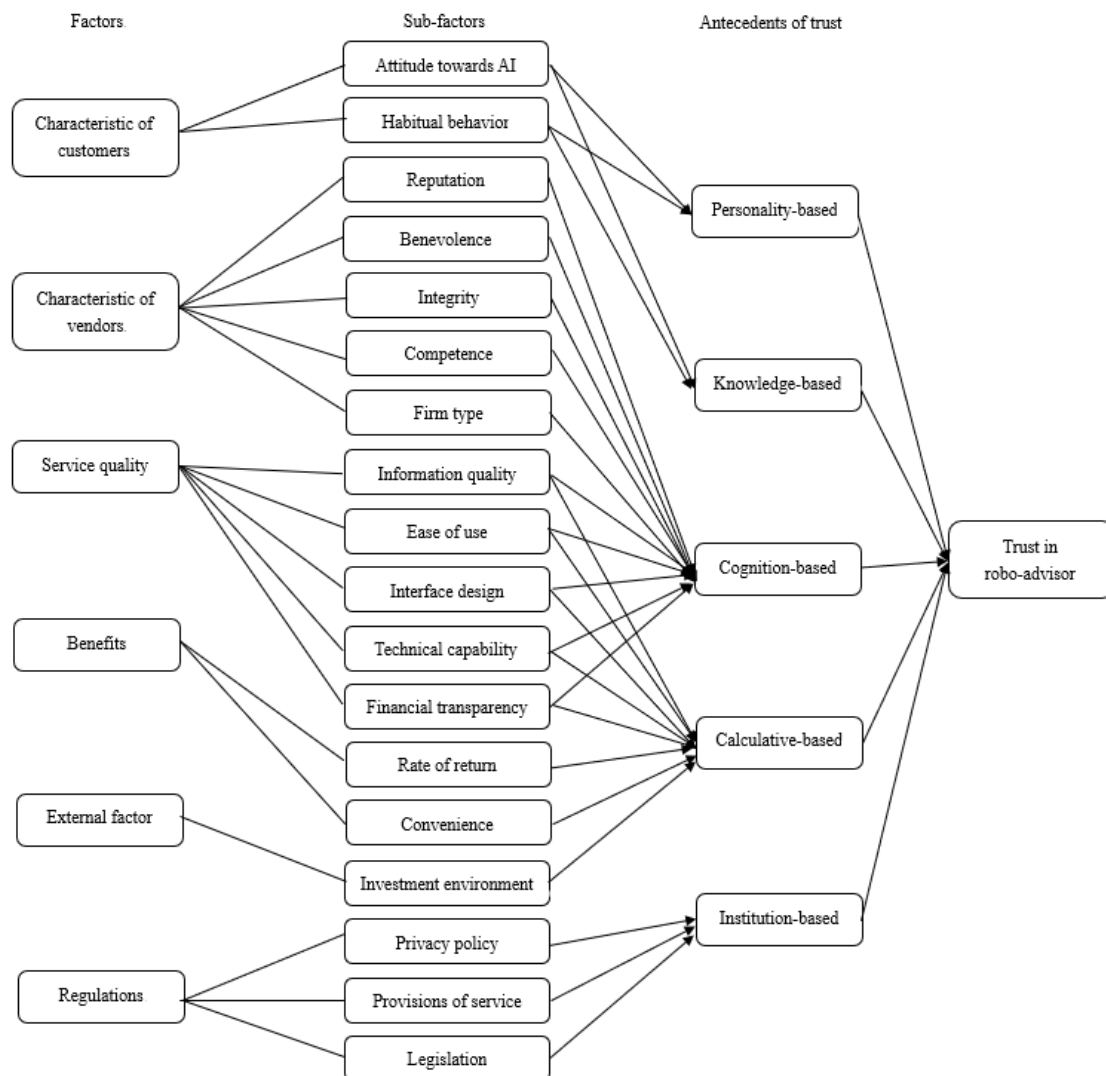 Factors
Sub-factors
Antecedents of trust
Attitude towards AI
Characteristic of
customers
Habitual behavior
Reputation
Personality-based
Benevolence
Characteristic of
vendors
Integrity
Competence
Knowledge-based
Firm type
Service quality
Information quality
Ease of use
Cognition-based
Trust in
robo-advisor
Interface design
Benefits
Technical capability
Financial transparency
Calculative-based
Rate of return
External factor
Convenience
Investment environment
Institution-based
Privacy policy
Regulations
Provisions of service
Legislation